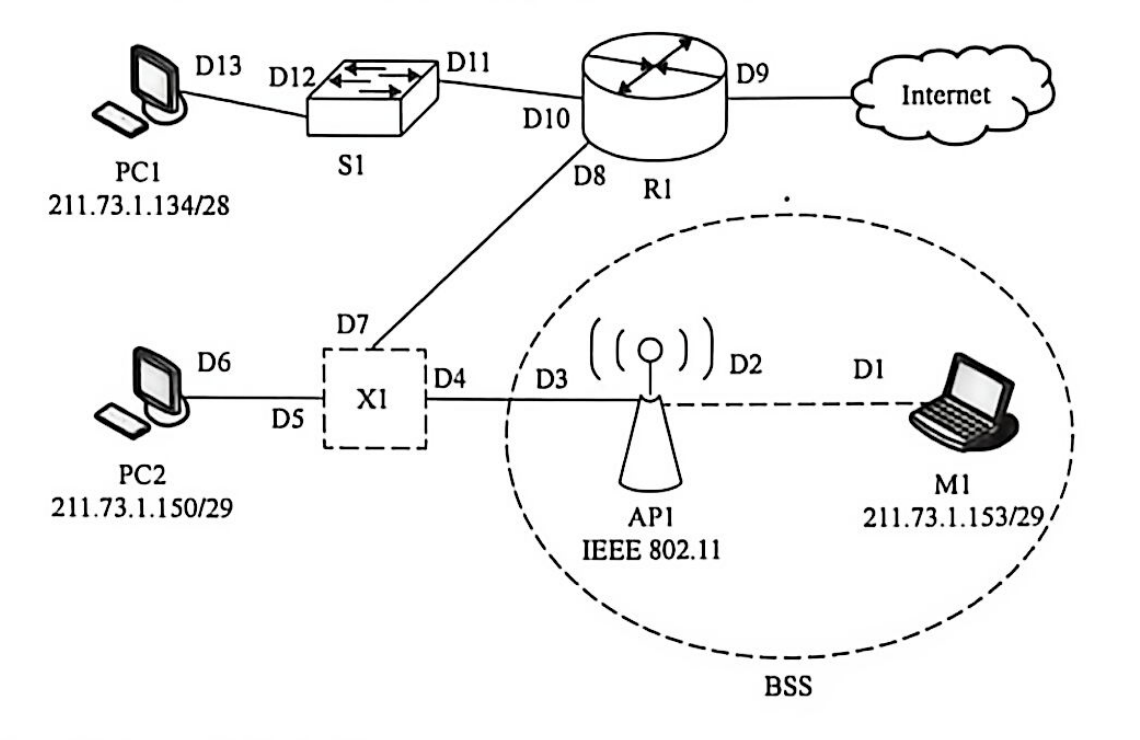 D13
D12
D11
D10
D9
Internet
PC1
211.73.1.134/28
S1
D8
R1
D7
D6
D5
X1
D4
D3
D2
D1
PC2
211.73.1.150/29
AP1
IEEE 802.11
M1
211.73.1.153/29
BSS